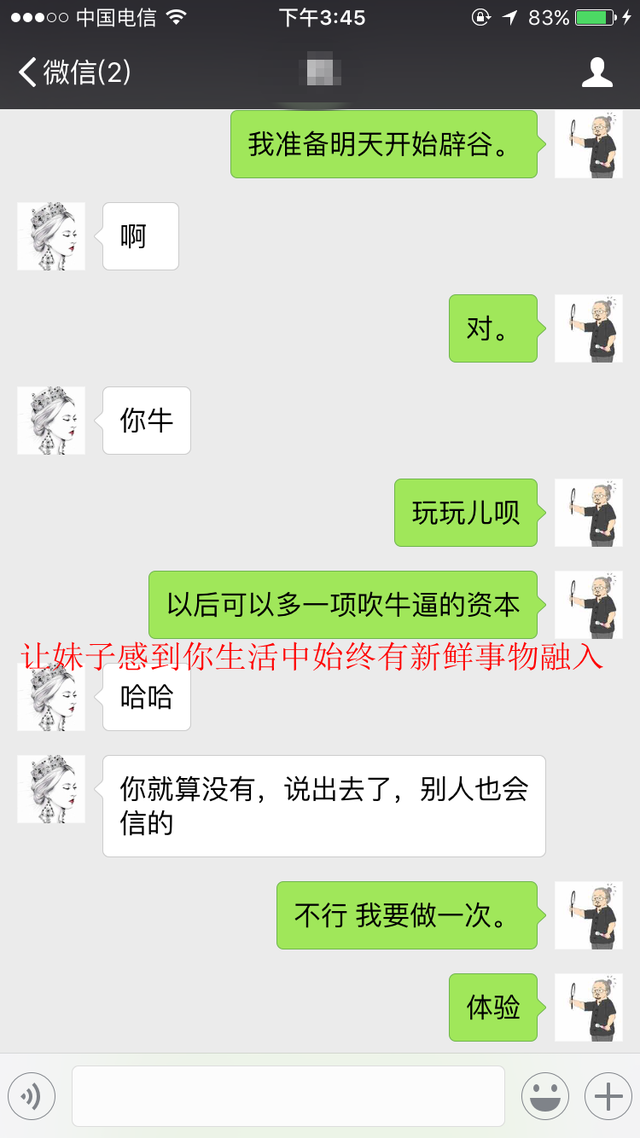 中国电信 下午3:45 83%
微信(2)
我准备明天开始辟谷。
啊
对。
你牛
玩玩儿呗
以后可以多一项吹牛逼的资本
让妹子感到你生活中始终有新鲜事物融入
哈哈
你就算没有，说出去了，别人也会
信的
不行 我要做一次。
体验